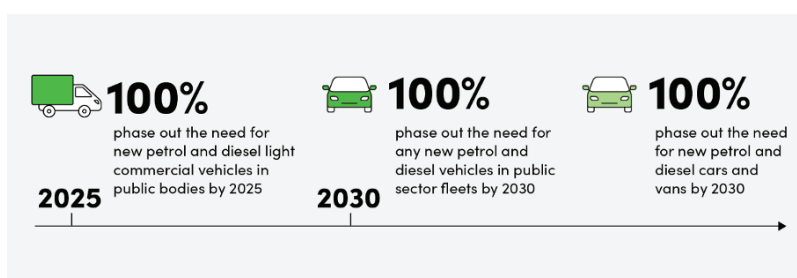 100%
phase out the need for
new petrol and diesel light
commercial vehicles in
public bodies by 2025
2025
100%
phase out the need for
any new petrol and
diesel vehicles in public
sector fleets by 2030
2030
100%
phase out the need
for new petrol and
diesel cars and
vans by 2030